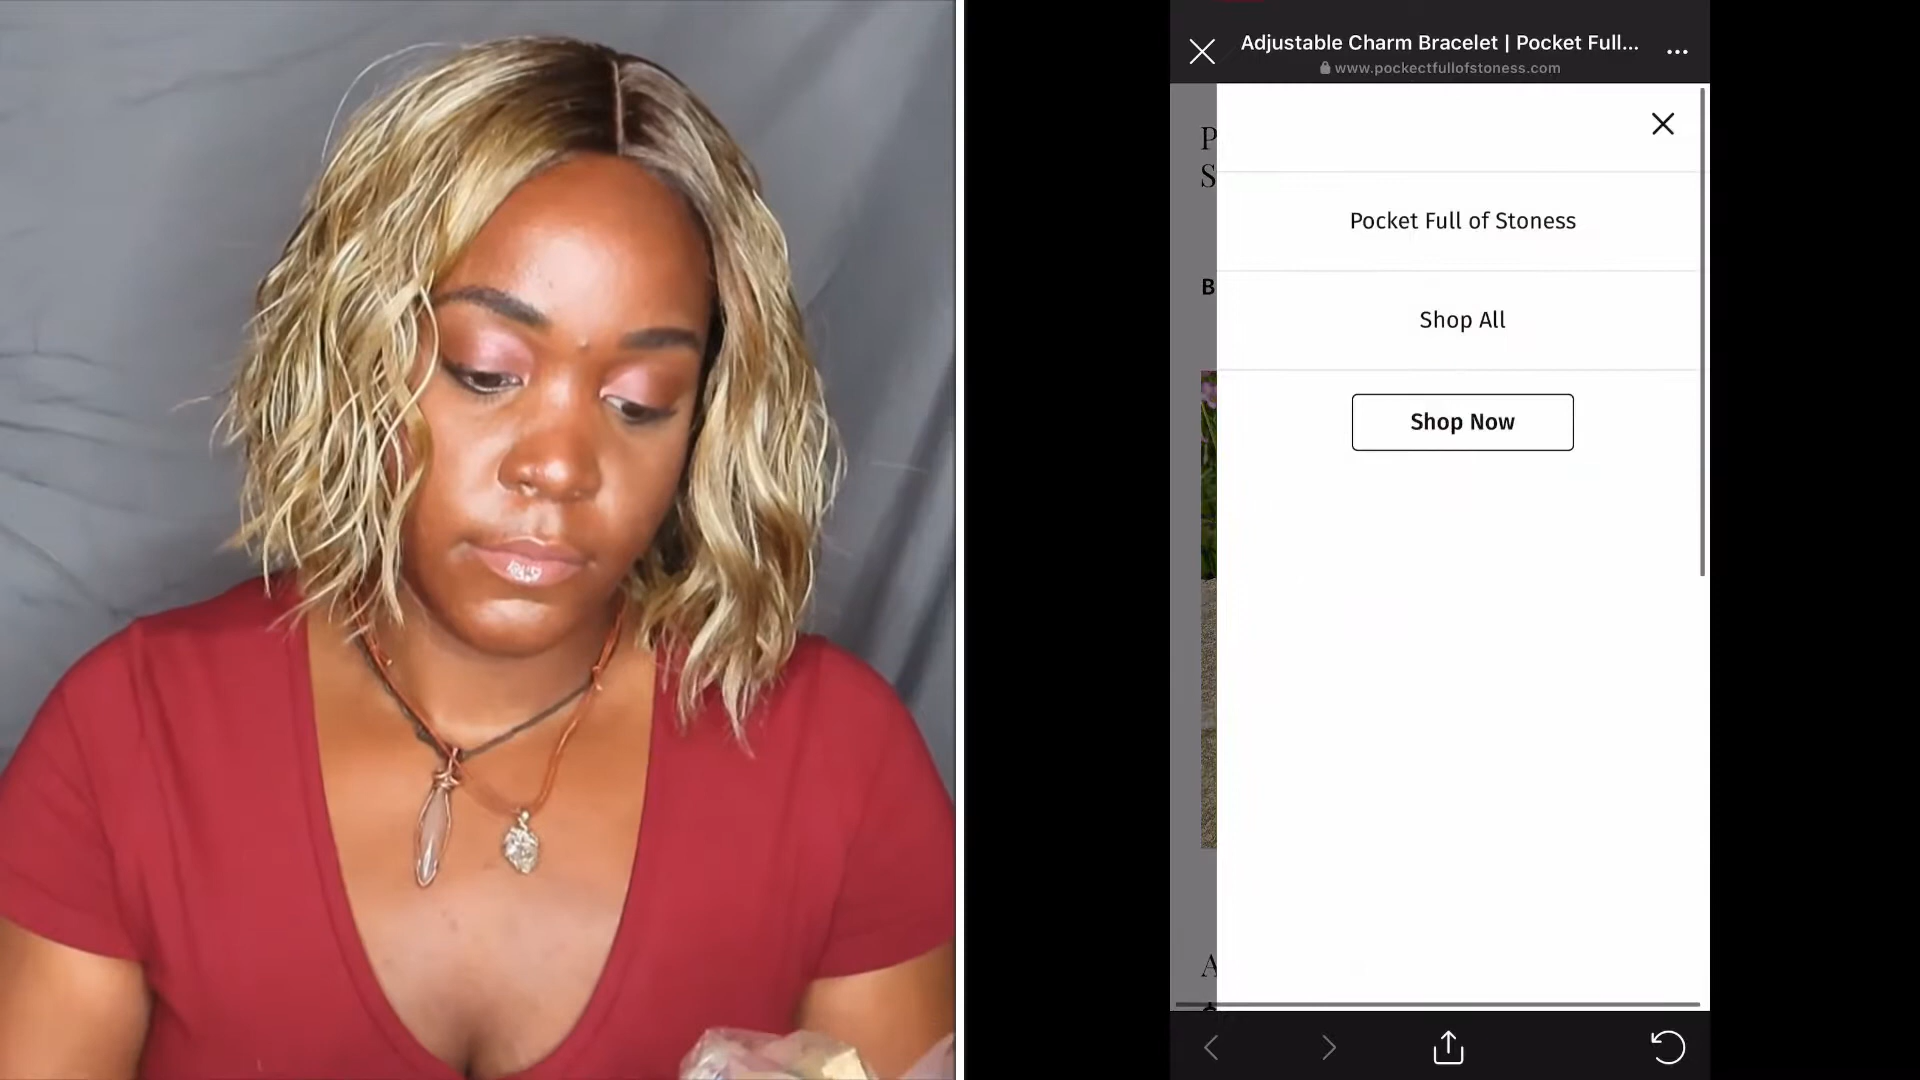 Adjustable Charm Bracelet | Pocket Full...
www.pockectfullofstoness.com
P
S
Pocket Full of Stoness
B
Shop All
Shop Now
A